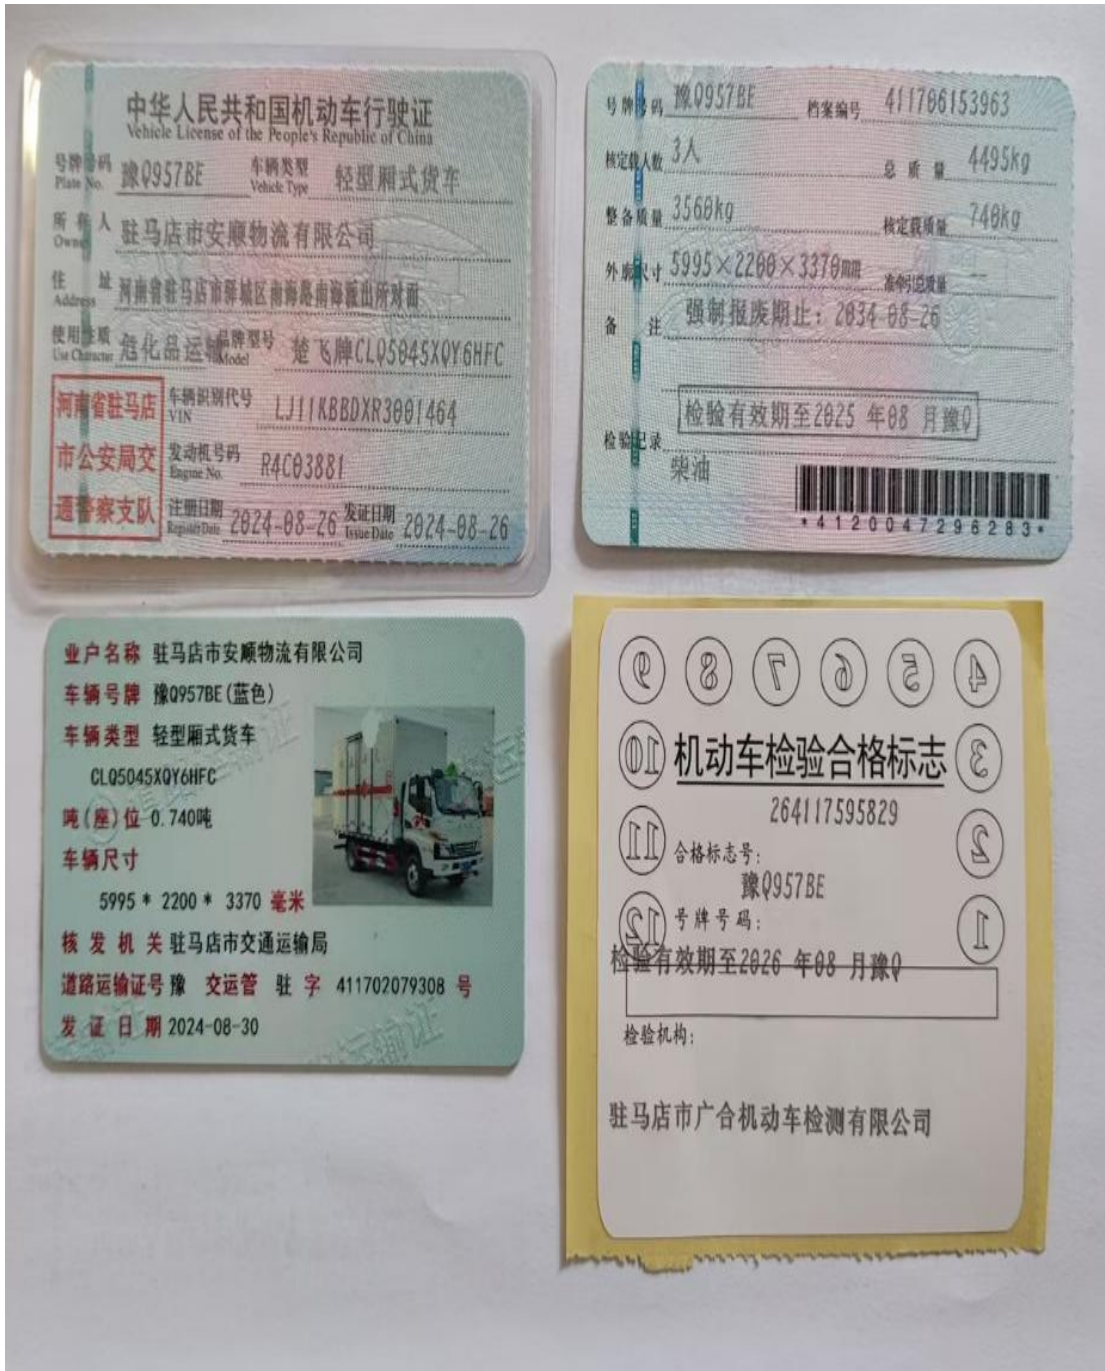 中华人民共和国机动车行驶证
Vehicle License of the People's Republic of China
号牌号码 豫Q957BE 车辆类型 轻型厢式货车
Plate No. Vehicle Type
所有人 驻马店市安顺物流有限公司
Owner
住址 河南省驻马店市驿城区南海路南海派出所对面
Address
使用性质 危化品运输 品牌型号 楚飞牌CLQ5045XQY6HFC
Use Character Model
河南省驻马店
市公安局交
通警察支队
车辆识别代号 LJ11KBBDXR3001464
VIN
发动机号码 R4C03881
Engine No.
注册日期 2024-08-26 发证日期 2024-08-26
Register Date Issue Date
号牌号码 豫Q957BE 档案编号 411706153963
核定载人数 3人 总质量 4495kg
整备质量 3560kg 核定载质量 740kg
外廓尺寸 5995×2200×3370mm 准牵引总质量 --
备注 强制报废期止：2034-08-26
检验有效期至2025 年08 月豫Q
检验记录
柴油
*4120047296283*
业户名称 驻马店市安顺物流有限公司
车辆号牌 豫Q957BE(蓝色)
车辆类型 轻型厢式货车
CLQ5045XQY6HFC
吨(座)位 0.740吨
车辆尺寸
5995 * 2200 * 3370 毫米
核发机关 驻马店市交通运输局
道路运输证号 豫 交运管 驻 字 411702079308 号
发证日期 2024-08-30
9 8 7 6 5 4
10 机动车检验合格标志 3
264117595829
11 合格标志号： 2
豫Q957BE
12 号牌号码： 1
检验有效期至2026 年08 月豫Q
检验机构：
驻马店市广合机动车检测有限公司